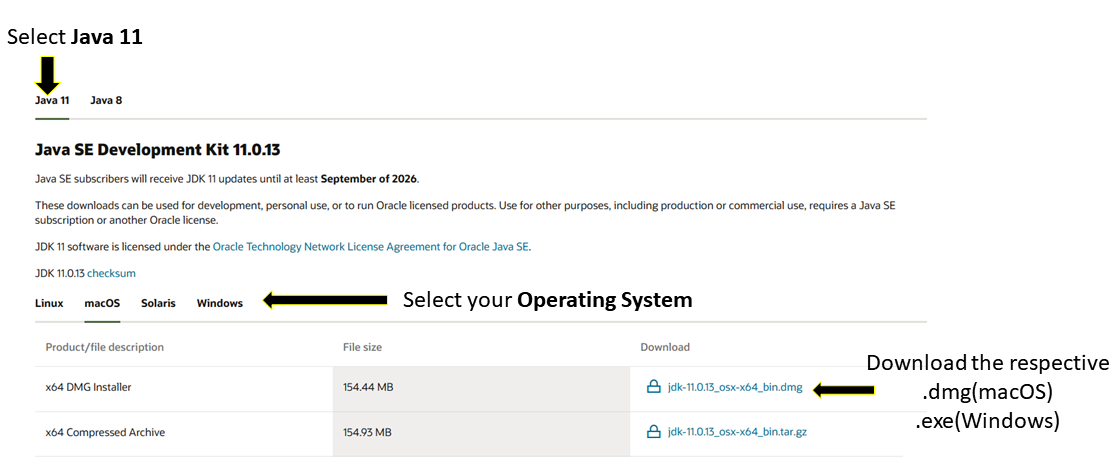 Select Java 11
Java 11 Java 8
Java SE Development Kit 11.0.13
Java SE subscribers will receive JDK 11 updates until at least September of 2026.
These downloads can be used for development, personal use, or to run Oracle licensed products. Use for other purposes, including production or commercial use, requires a Java SE
subscription or another Oracle license.
JDK 11 software is licensed under the Oracle Technology Network License Agreement for Oracle Java SE.
JDK 11.0.13 checksum
Linux macOS Solaris Windows
Select your Operating System
Product/file description File size Download
x64 DMG Installer 154.44 MB jdk-11.0.13_osx-x64_bin.dmg
Download the respective
.dmg(macOS)
.exe(Windows)
x64 Compressed Archive 154.93 MB jdk-11.0.13_osx-x64_bin.tar.gz